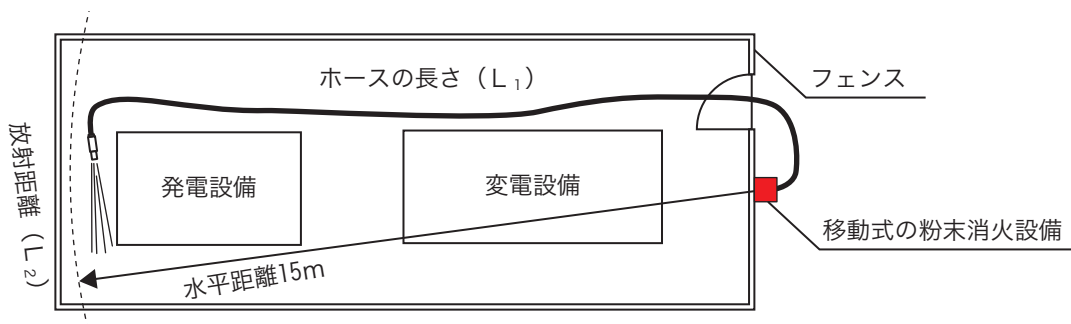 ホースの長さ（L₁）
フェンス
放射距離（L₂）
発電設備
変電設備
移動式の粉末消火設備
水平距離15m